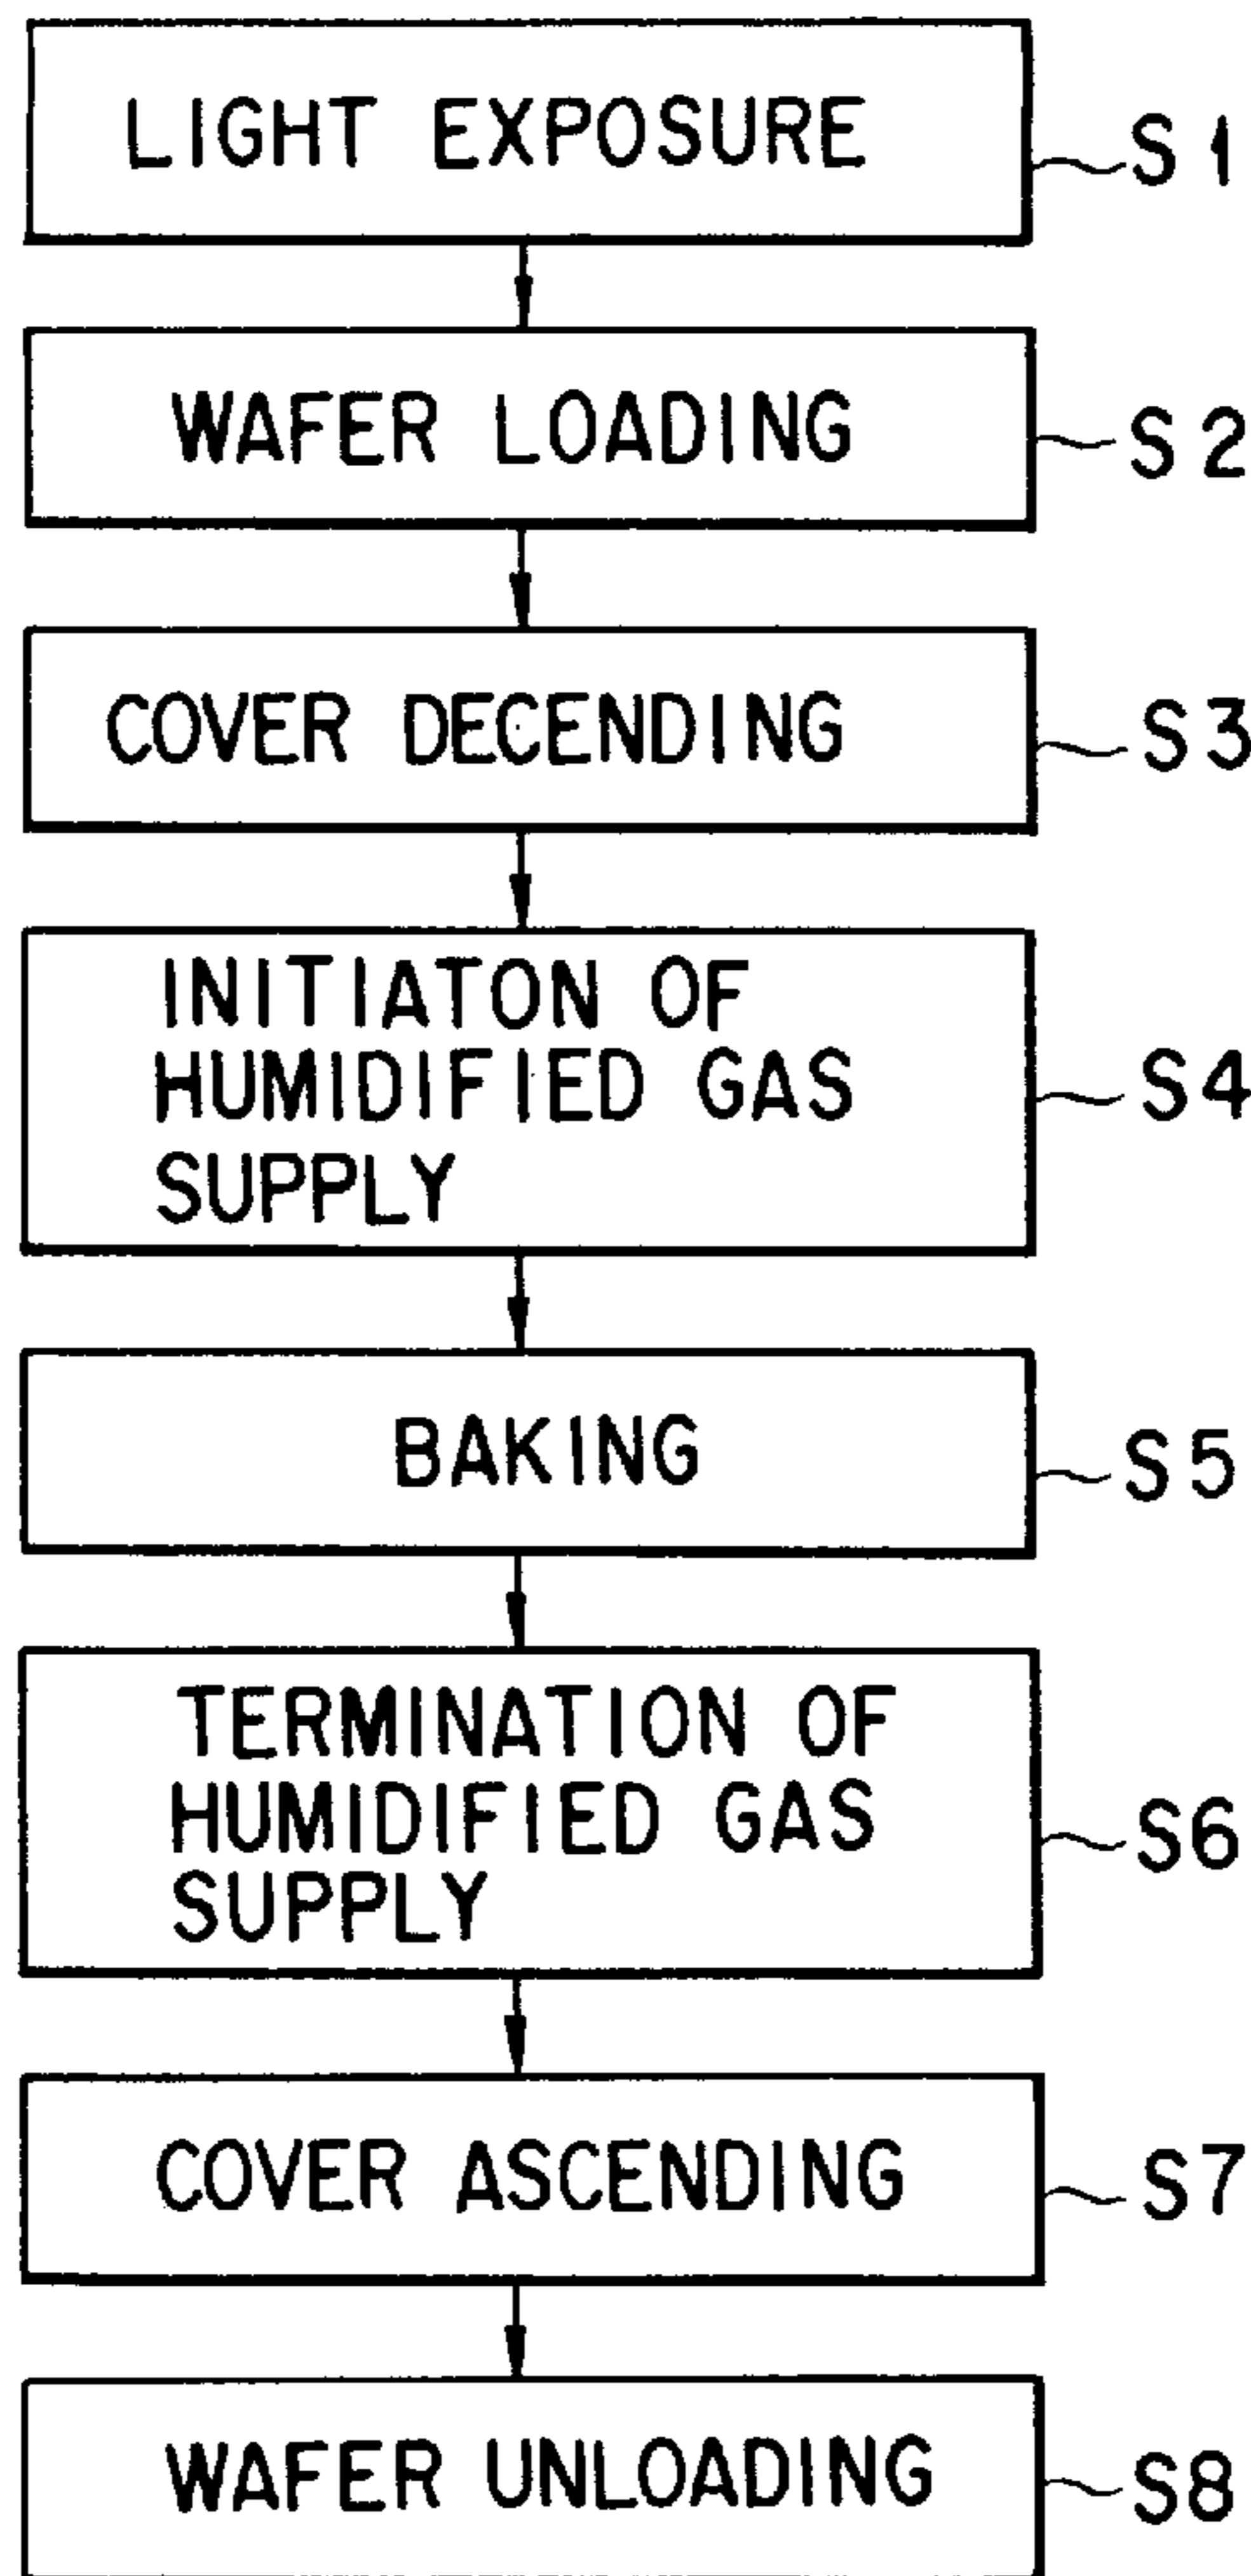 LIGHT EXPOSURE
S1
WAFER LOADING
S2
COVER DECENDING
S3
INITIATON OF
HUMIDIFIED GAS
SUPPLY
S4
BAKING
S5
TERMINATION OF
HUMIDIFIED GAS
SUPPLY
S6
COVER ASCENDING
S7
WAFER UNLOADING
S8